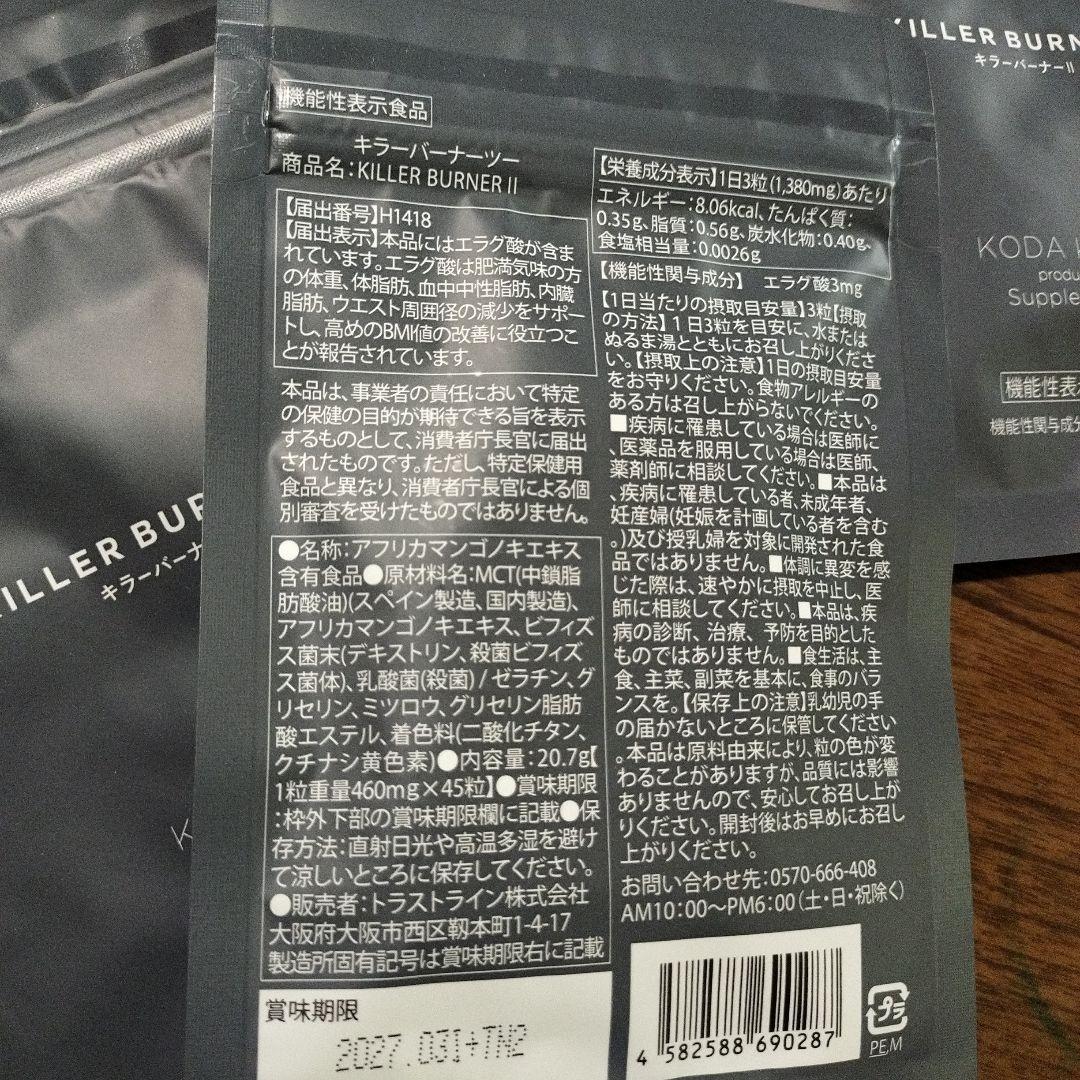 機能性表示食品
キラーバーナーツー
商品名:KILLER BURNER II
【届出番号】H1418
【届出表示】本品にはエラグ酸が含ま
れています。エラグ酸は肥満気味の方
の体重、体脂肪、血中中性脂肪、内臓
脂肪、ウエスト周囲径の減少をサポー
トし、高めのBMI値の改善に役立つこ
とが報告されています。
本品は、事業者の責任において特定
の保健の目的が期待できる旨を表示
するものとして、消費者庁長官に届出
されたものです。ただし、特定保健用
食品と異なり、消費者庁長官による個
別審査を受けたものではありません。
●名称:アフリカマンゴノキエキス
含有食品●原材料名:MCT(中鎖脂
肪酸油)(スペイン製造、国内製造)、
アフリカマンゴノキエキス、ビフィズ
ス菌末(デキストリン、殺菌ビフィズ
ス菌体)、乳酸菌(殺菌) / ゼラチン、グ
リセリン、ミツロウ、グリセリン脂肪
酸エステル、着色料(二酸化チタン、
クチナシ黄色素)●内容量:20.7g【
1粒重量460mg×45粒】●賞味期限
:枠外下部の賞味期限欄に記載●保
存方法:直射日光や高温多湿を避け
て涼しいところに保存してください。
●販売者:トラストライン株式会社
大阪府大阪市西区靱本町1-4-17
製造所固有記号は賞味期限右に記載
賞味期限
2027.031+TN2
【栄養成分表示】1日3粒(1,380mg)あたり
エネルギー:8.06kcal、たんぱく質:
0.35g、脂質:0.56g、炭水化物:0.40g、
食塩相当量:0.0026g
【機能性関与成分】 エラグ酸3mg
【1日当たりの摂取目安量】3粒【摂取
の方法】1日3粒を目安に、水または
ぬるま湯とともにお召し上がりくださ
い。【摂取上の注意】1日の摂取目安量
をお守りください。食物アレルギーの
ある方は召し上がらないでください。
■疾病に罹患している場合は医師に
、医薬品を服用している場合は医師、
薬剤師に相談してください。■本品は
、疾病に罹患している者、未成年者、
妊産婦(妊娠を計画している者を含む
。)及び授乳婦を対象に開発された食
品ではありません。■体調に異変を感
じた際は、速やかに摂取を中止し、医
師に相談してください。■本品は、疾
病の診断、治療、予防を目的とした
ものではありません。■食生活は、主
食、主菜、副菜を基本に、食事のバラ
ンスを。【保存上の注意】乳幼児の手
の届かないところに保管してください
。本品は原料由来により、粒の色が変
わることがありますが、品質には影響
ありませんので、安心してお召し上が
りください。開封後はお早めにお召し
上がりください。
お問い合わせ先:0570-666-408
AM10:00〜PM6:00(土・日・祝除く)
4 582588 690287
プラ
PE,M
ILLER BURN
キラーバーナーII
KODA
produ
Supple
機能性表
機能性関与成分
ILLER BUR
キラーバーナ
K